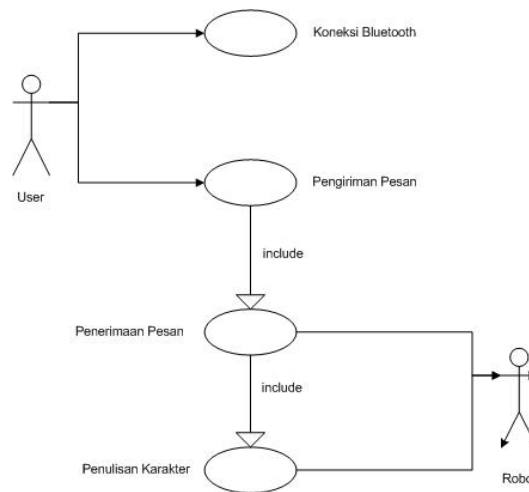 Koneksi Bluetooth
User
Pengiriman Pesan
include
Penerimaan Pesan
include
Penulisan Karakter